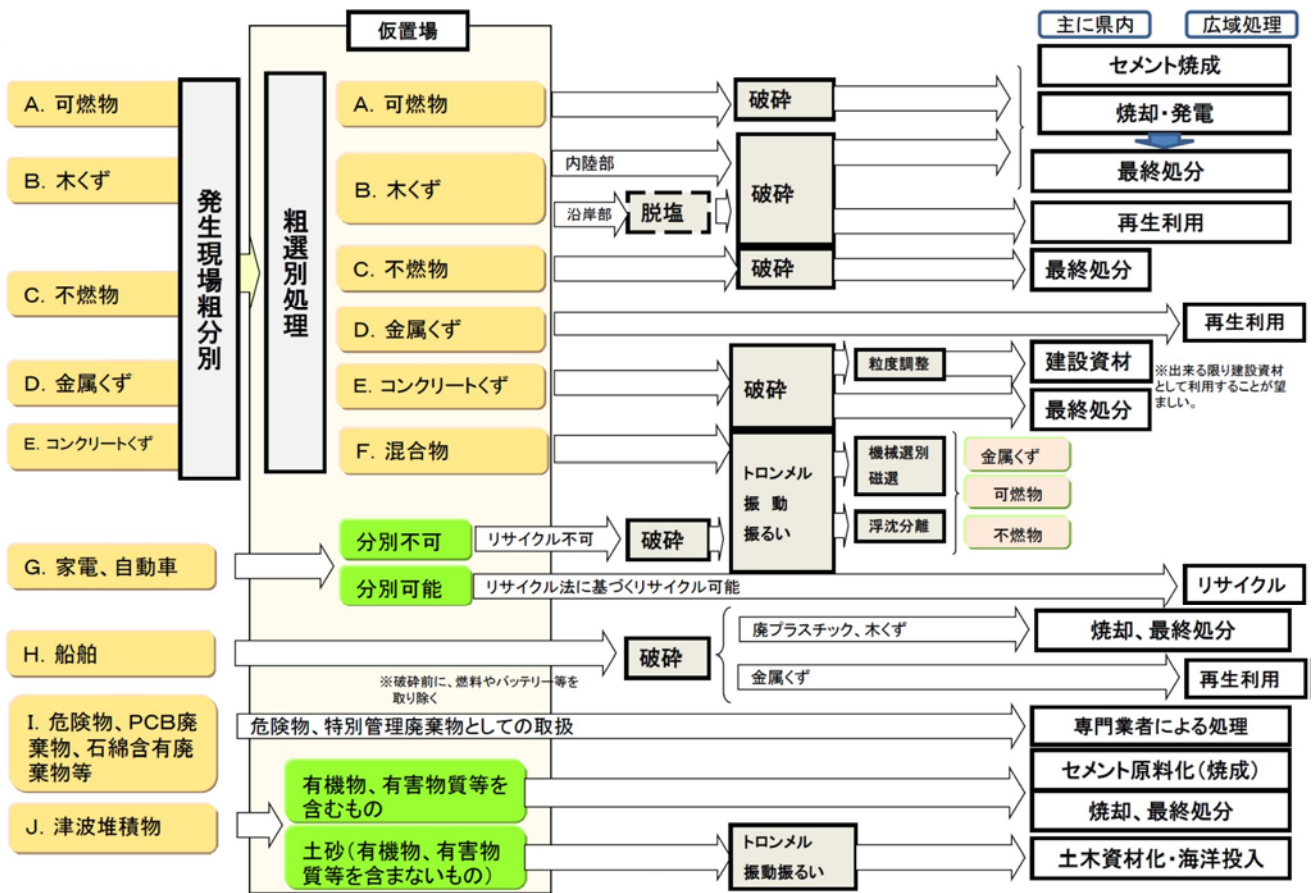 仮置場
主に県内
広域処理
A. 可燃物
B. 木くず
C. 不燃物
D. 金属くず
E. コンクリートくず
発生現場粗分別
粗選別処理
A. 可燃物
破砕
セメント焼成
焼却・発電
最終処分
B. 木くず
内陸部
沿岸部
脱塩
破砕
再生利用
C. 不燃物
破砕
最終処分
D. 金属くず
再生利用
E. コンクリートくず
破砕
粒度調整
建設資材
※出来る限り建設資材
として利用することが望
ましい。
最終処分
F. 混合物
トロンメル
振 動
振るい
機械選別
磁選
浮沈分離
金属くず
可燃物
不燃物
G. 家電、自動車
分別不可
リサイクル不可
破砕
分別可能
リサイクル法に基づくリサイクル可能
リサイクル
H. 船舶
破砕
※破砕前に、燃料やバッテリー等を
取り除く
廃プラスチック、木くず
焼却、最終処分
金属くず
再生利用
I. 危険物、PCB廃
棄物、石綿含有廃
棄物等
危険物、特別管理廃棄物としての取扱
専門業者による処理
J. 津波堆積物
有機物、有害物質等を
含むもの
セメント原料化(焼成)
焼却、最終処分
土砂(有機物、有害物
質等を含まないもの)
トロンメル
振動振るい
土木資材化・海洋投入